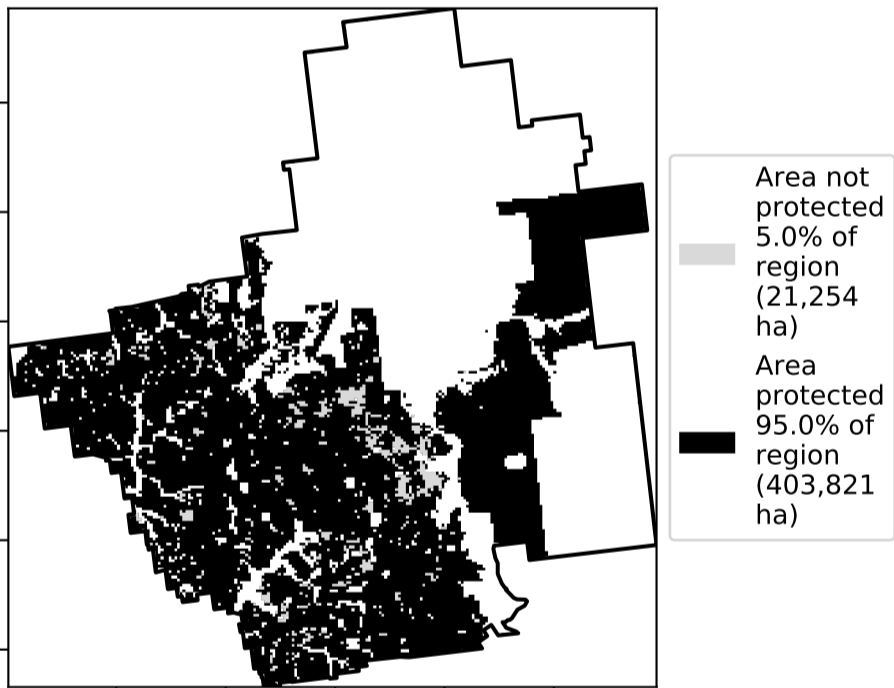 Area not
protected
5.0% of
region
(21,254
ha)
Area
protected
95.0% of
region
(403,821
ha)